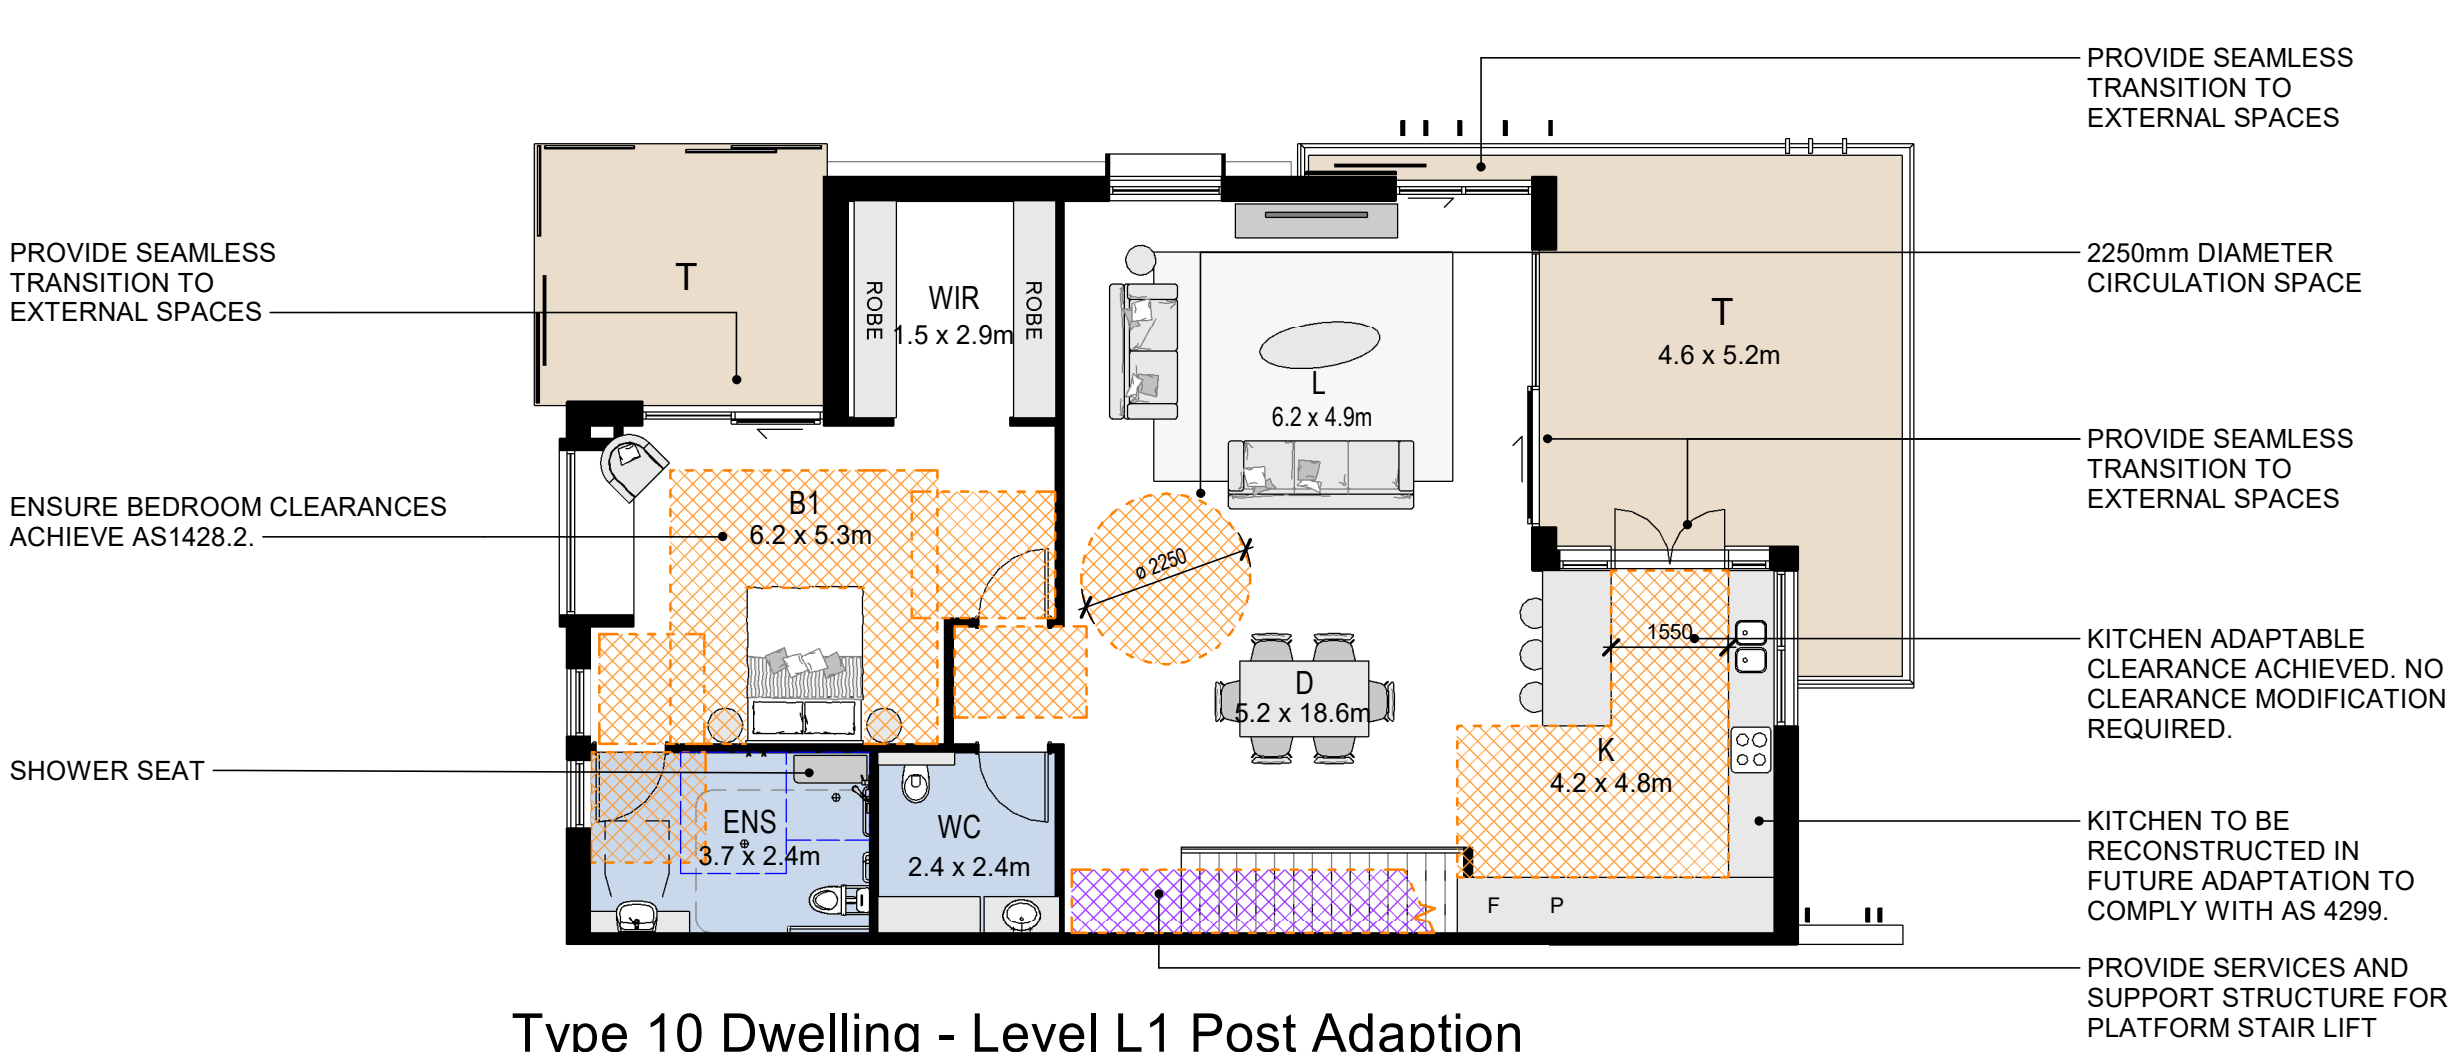 PROVIDE SEAMLESS
TRANSITION TO
EXTERNAL SPACES
ENSURE BEDROOM CLEARANCES
ACHIEVE AS1428.2.
SHOWER SEAT
T
ROBE
WIR
1.5 x 2.9m
ROBE
B1
6.2 x 5.3m
ENS
3.7 x 2.4m
WC
2.4 x 2.4m
L
6.2 x 4.9m
ø 2250
D
5.2 x 18.6m
T
4.6 x 5.2m
1550
K
4.2 x 4.8m
F
P
PROVIDE SEAMLESS
TRANSITION TO
EXTERNAL SPACES
2250mm DIAMETER
CIRCULATION SPACE
PROVIDE SEAMLESS
TRANSITION TO
EXTERNAL SPACES
KITCHEN ADAPTABLE
CLEARANCE ACHIEVED. NO
CLEARANCE MODIFICATION
REQUIRED.
KITCHEN TO BE
RECONSTRUCTED IN
FUTURE ADAPTATION TO
COMPLY WITH AS 4299.
PROVIDE SERVICES AND
SUPPORT STRUCTURE FOR
PLATFORM STAIR LIFT
Type 10 Dwelling - Level L1 Post Adaption